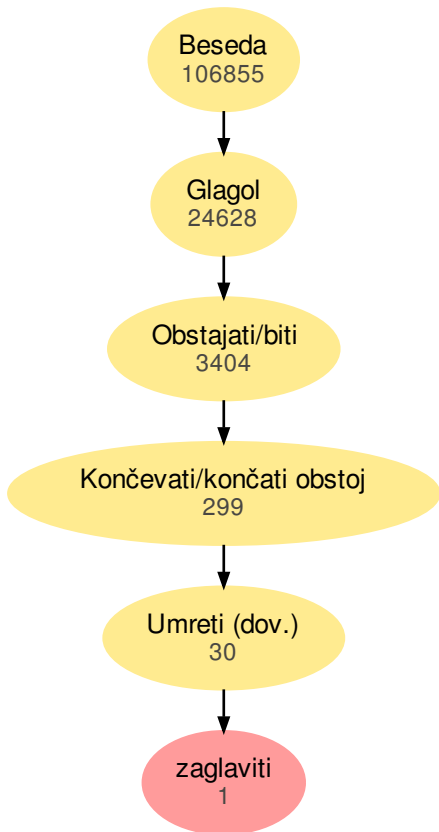 Beseda
106855
Glagol
24628
Obstajati/biti
3404
Končevati/končati obstoj
299
Umreti (dov.)
30
zaglaviti
1